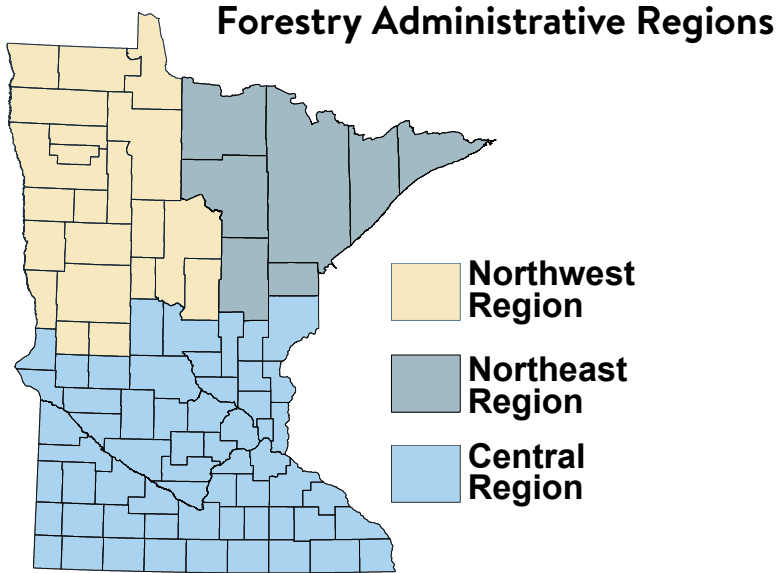 Forestry Administrative Regions
Northwest
Region
Northeast
Region
Central
Region